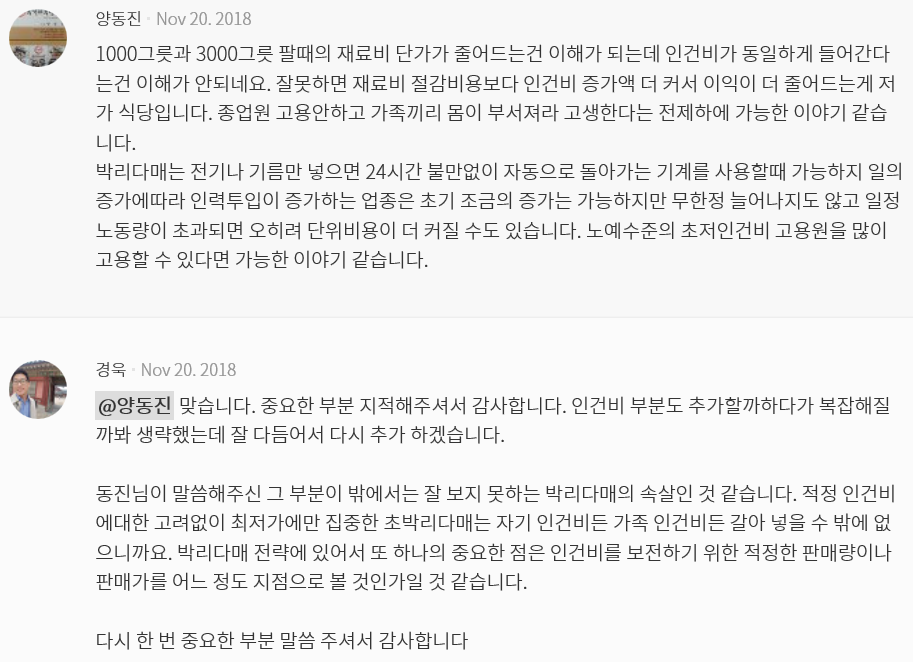 양동진 · Nov 20. 2018
1000그릇과 3000그릇 팔때의 재료비 단가가 줄어드는건 이해가 되는데 인건비가 동일하게 들어간다
는건 이해가 안되네요. 잘못하면 재료비 절감비용보다 인건비 증가액 더 커서 이익이 더 줄어드는게 저
가 식당입니다. 종업원 고용안하고 가족끼리 몸이 부서져라 고생한다는 전제하에 가능한 이야기 같습
니다.
박리다매는 전기나 기름만 넣으면 24시간 불만없이 자동으로 돌아가는 기계를 사용할때 가능하지 일의
증가에따라 인력투입이 증가하는 업종은 초기 조금의 증가는 가능하지만 무한정 늘어나지도 않고 일정
노동량이 초과되면 오히려 단위비용이 더 커질 수도 있습니다. 노예수준의 초저인건비 고용원을 많이
고용할 수 있다면 가능한 이야기 같습니다.
경욱 · Nov 20. 2018
@양동진 맞습니다. 중요한 부분 지적해주셔서 감사합니다. 인건비 부분도 추가할까하다가 복잡해질
까봐 생략했는데 잘 다듬어서 다시 추가 하겠습니다.
동진님이 말씀해주신 그 부분이 밖에서는 잘 보지 못하는 박리다매의 속살인 것 같습니다. 적정 인건비
에대한 고려없이 최저가에만 집중한 초박리다매는 자기 인건비든 가족 인건비든 갈아 넣을 수 밖에 없
으니까요. 박리다매 전략에 있어서 또 하나의 중요한 점은 인건비를 보전하기 위한 적정한 판매량이나
판매가를 어느 정도 지점으로 볼 것인가일 것 같습니다.
다시 한 번 중요한 부분 말씀 주셔서 감사합니다